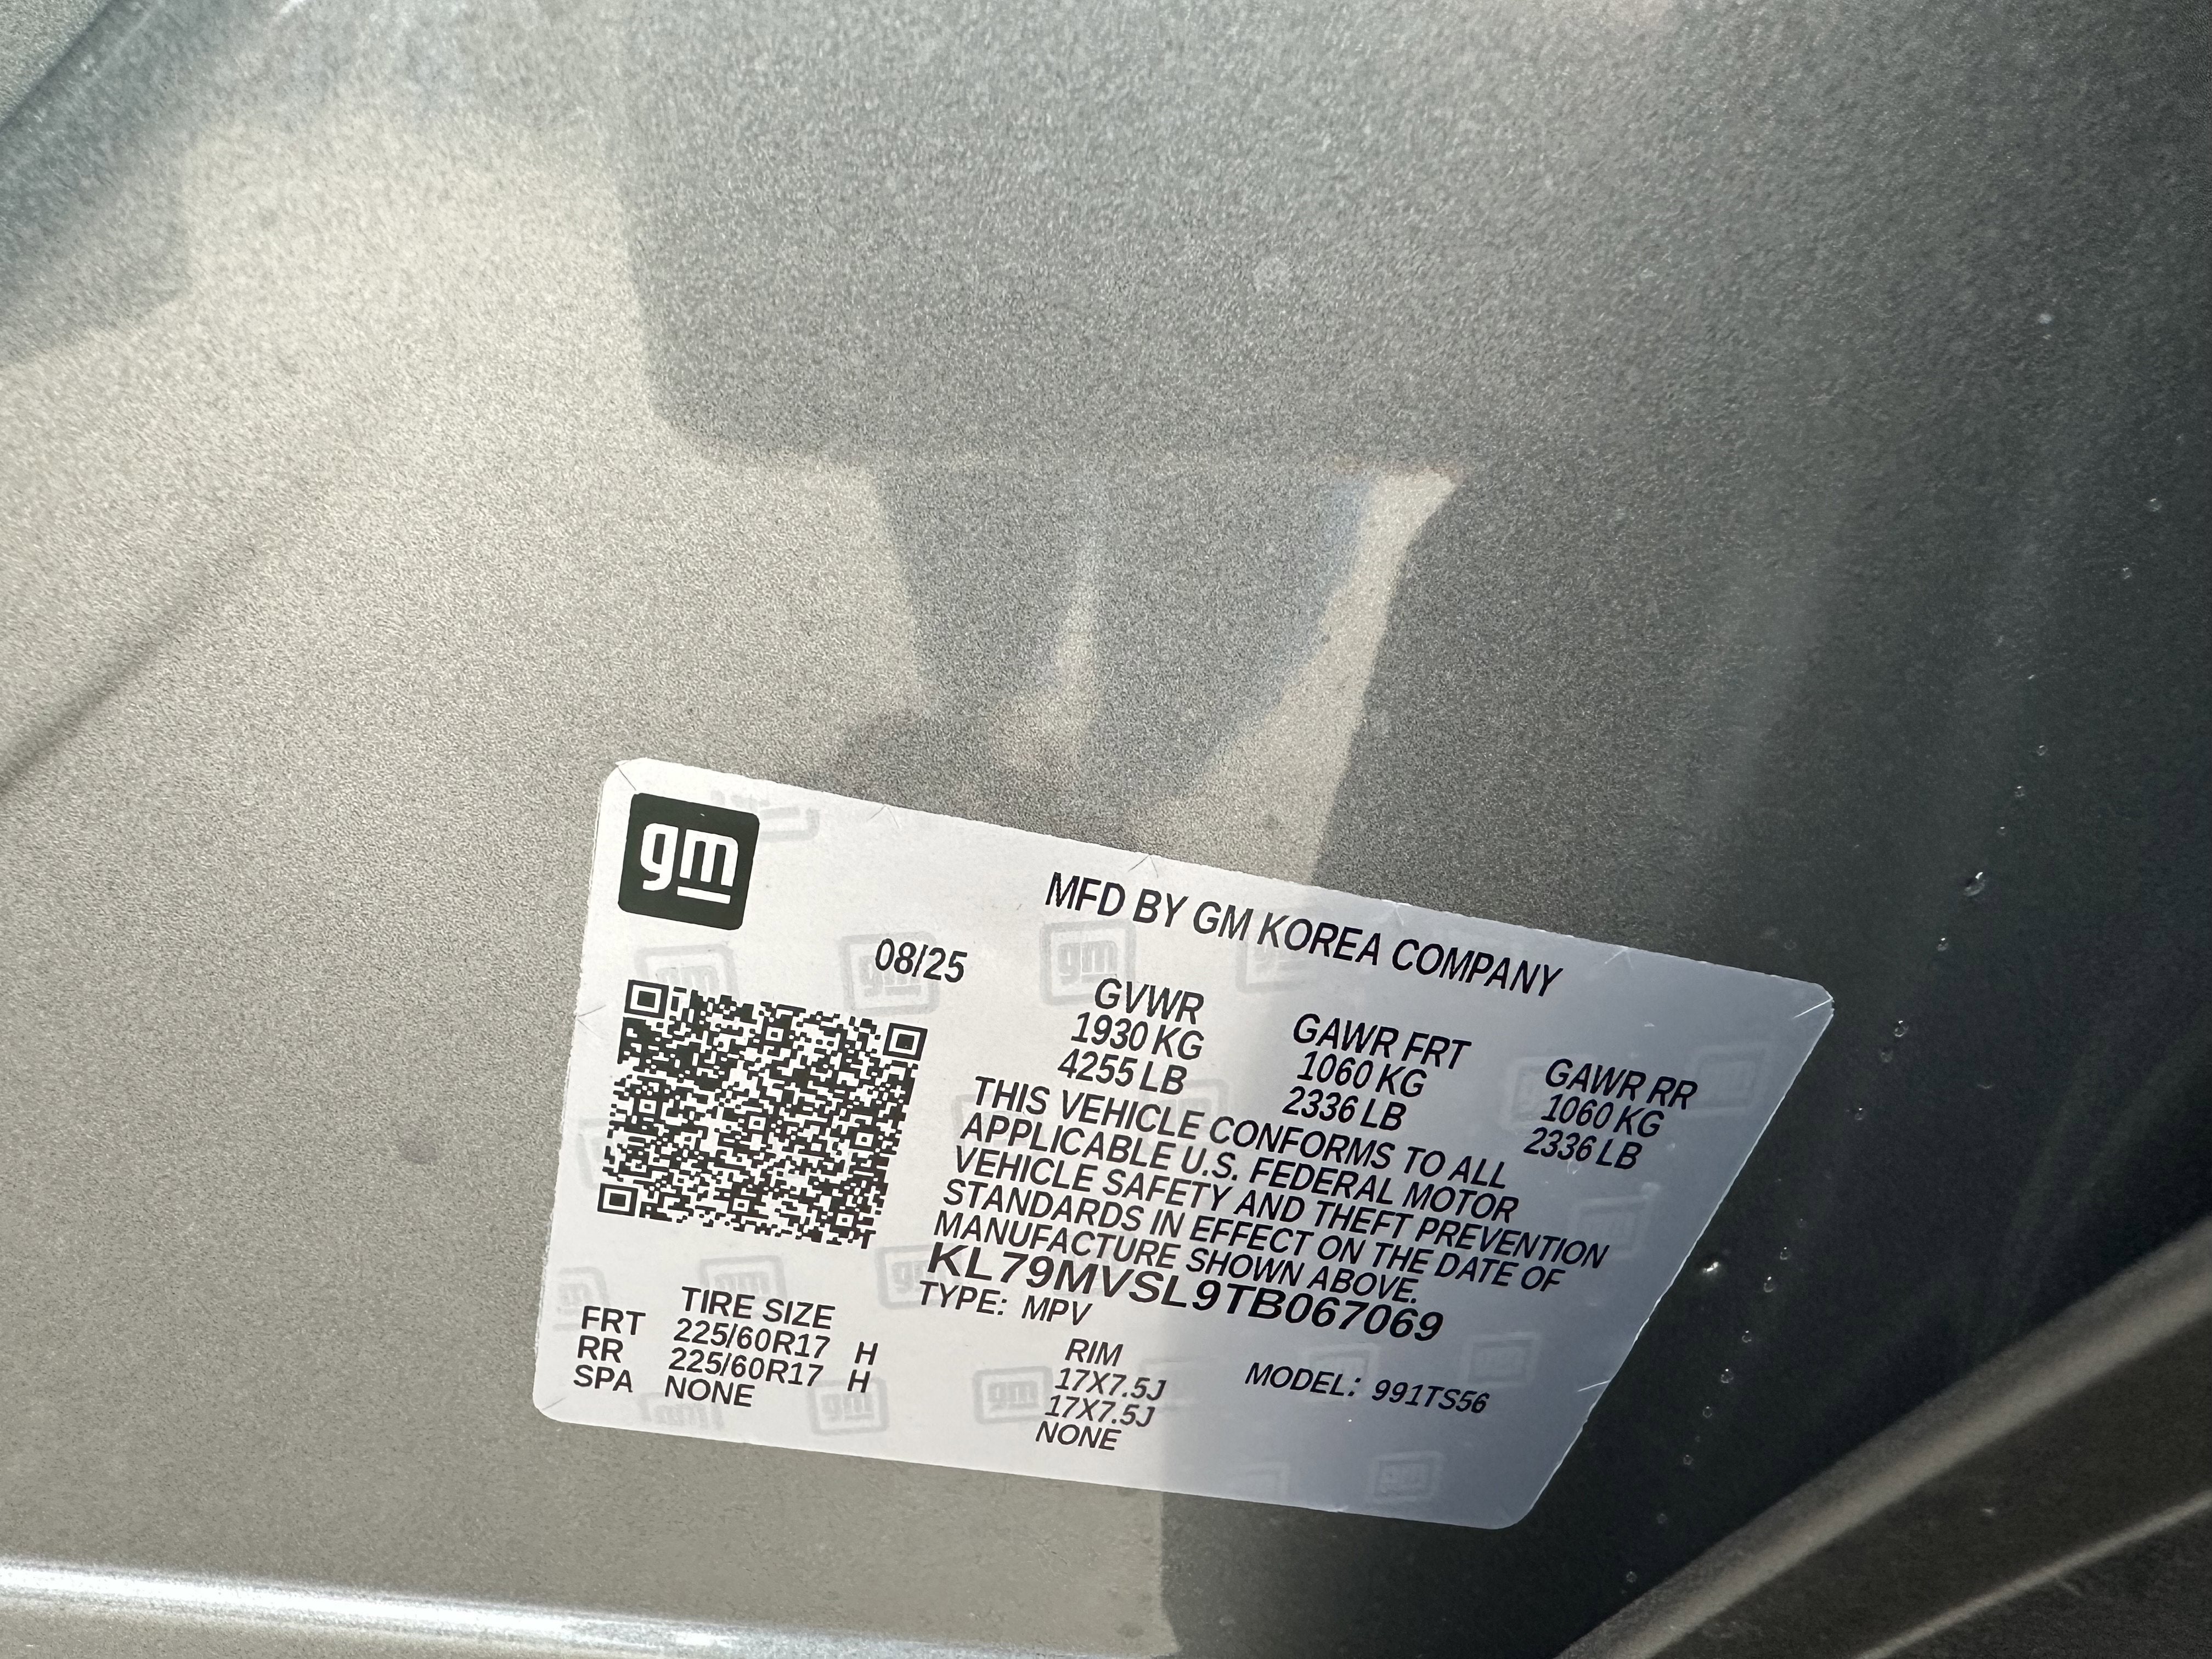 gm
MFD BY GM KOREA COMPANY
08/25
GVWR GAWR FRT GAWR RR
1930 KG 1060 KG 1060 KG
4255 LB 2336 LB 2336 LB
THIS VEHICLE CONFORMS TO ALL
APPLICABLE U.S. FEDERAL MOTOR
VEHICLE SAFETY AND THEFT PREVENTION
STANDARDS IN EFFECT ON THE DATE OF
MANUFACTURE SHOWN ABOVE.
KL79MVSL9TB067069
TYPE: MPV MODEL: 991TS56
TIRE SIZE RIM
FRT 225/60R17 H 17X7.5J
RR 225/60R17 H 17X7.5J
SPA NONE NONE